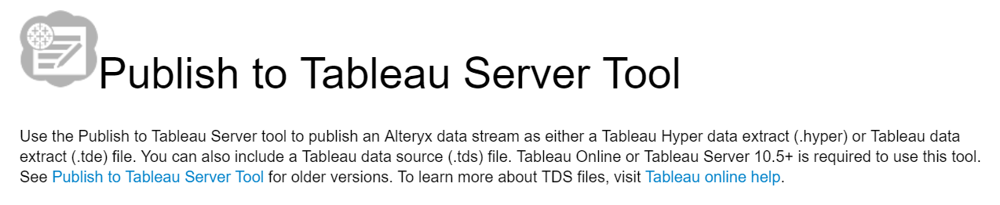 Publish to Tableau Server Tool
Use the Publish to Tableau Server tool to publish an Alteryx data stream as either a Tableau Hyper data extract (.hyper) or Tableau data
extract (.tde) file. You can also include a Tableau data source (.tds) file. Tableau Online or Tableau Server 10.5+ is required to use this tool.
See Publish to Tableau Server Tool for older versions. To learn more about TDS files, visit Tableau online help.